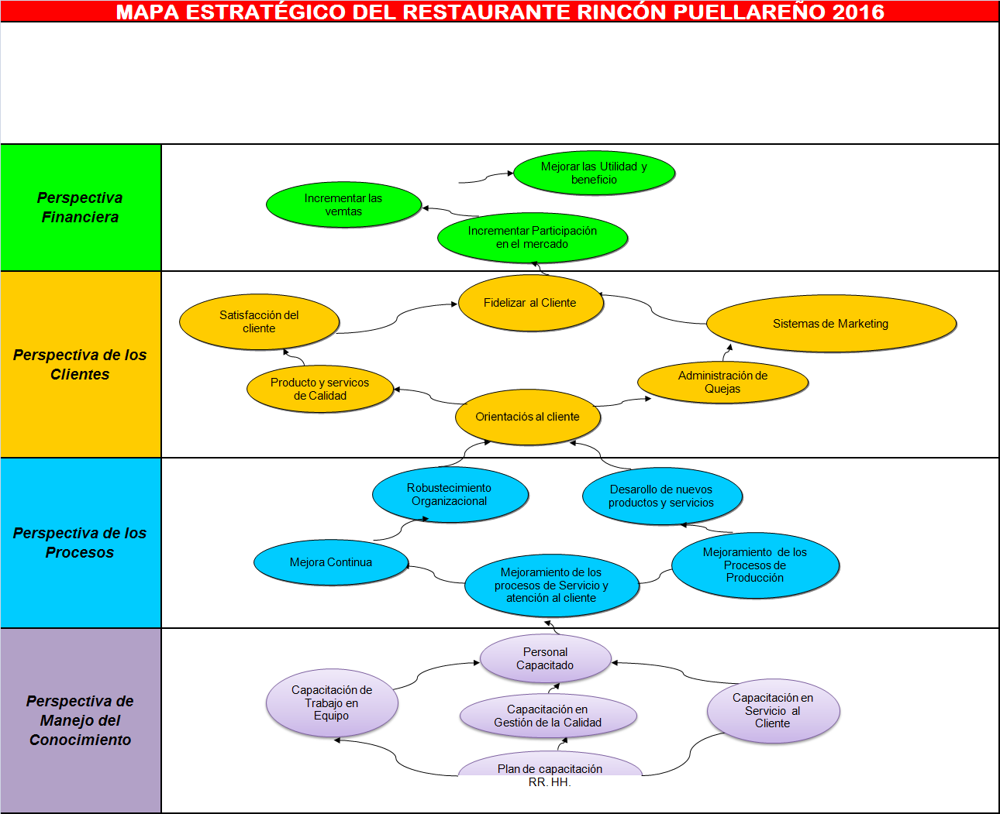 MAPA ESTRATÉGICO DEL RESTAURANTE RINCÓN PUELLAREÑO 2016
Perspectiva
Financiera
Mejorar las Utilidad y
beneficio
Incrementar las
vemtas
Incrementar Participación
en el mercado
Perspectiva de los
Clientes
Fidelizar al Cliente
Satisfacción del
cliente
Sistemas de Marketing
Producto y servicos
de Calidad
Administración de
Quejas
Orientaciós al cliente
Perspectiva de los
Procesos
Robustecimiento
Organizacional
Desarollo de nuevos
productos y servicios
Mejora Continua
Mejoramiento de los
procesos de Servicio y
atención al cliente
Mejoramiento de los
Procesos de
Producción
Perspectiva de
Manejo del
Conocimiento
Personal
Capacitado
Capacitación de
Trabajo en
Equipo
Capacitación en
Gestión de la Calidad
Capacitación en
Servicio al
Cliente
Plan de capacitación
RR. HH.